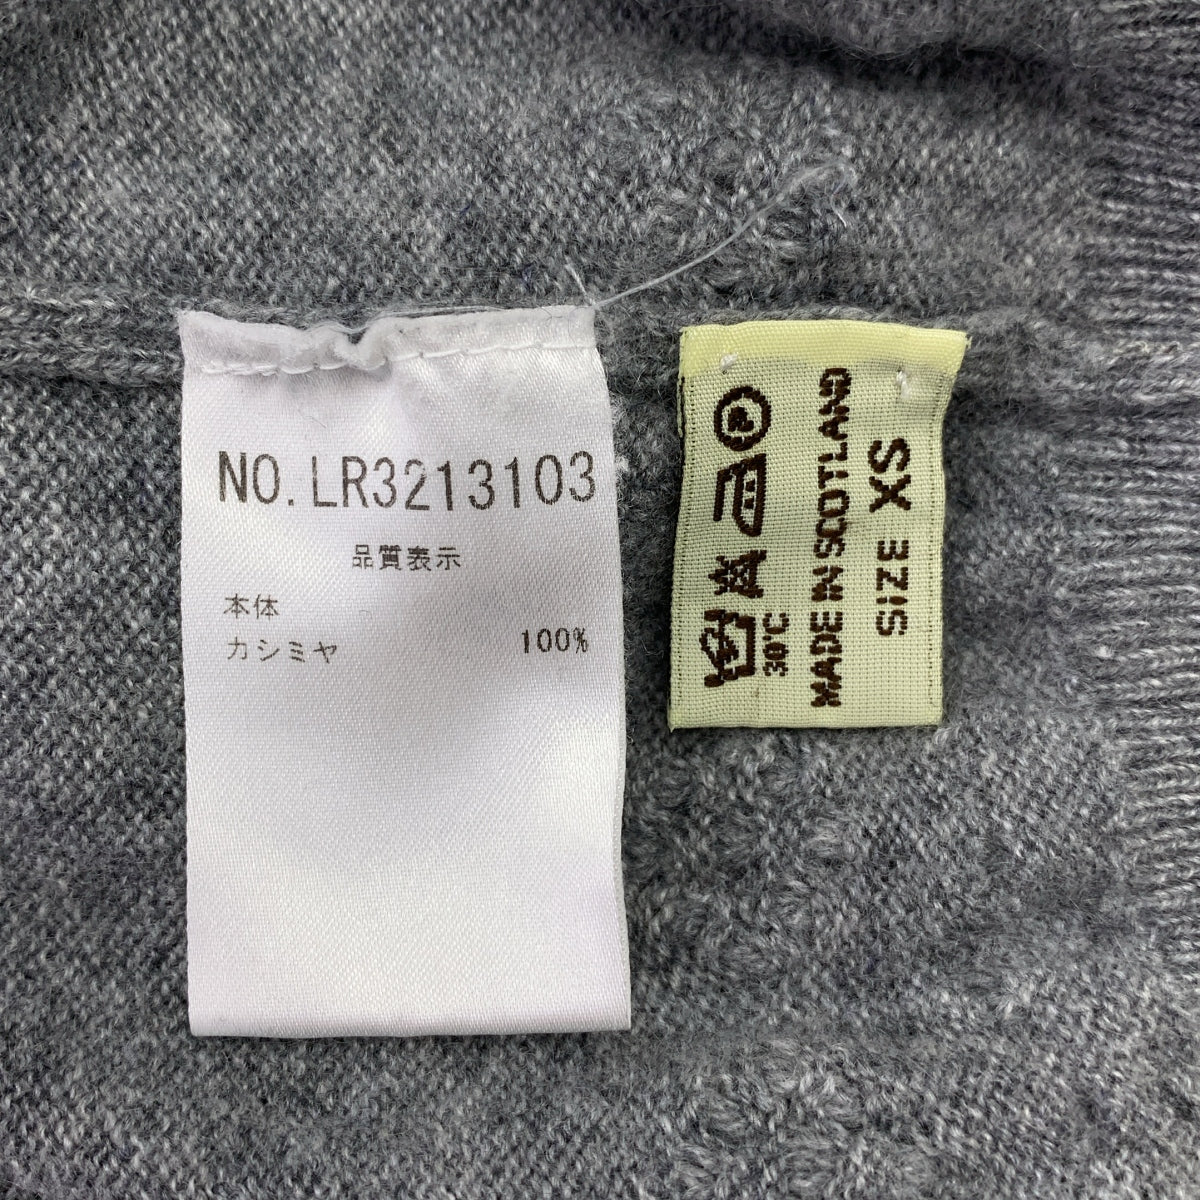 NO.LR3213103
品質表示
本体
カシミヤ 100%
P
30°C
MADE IN SCOTLAND
SIZE XS